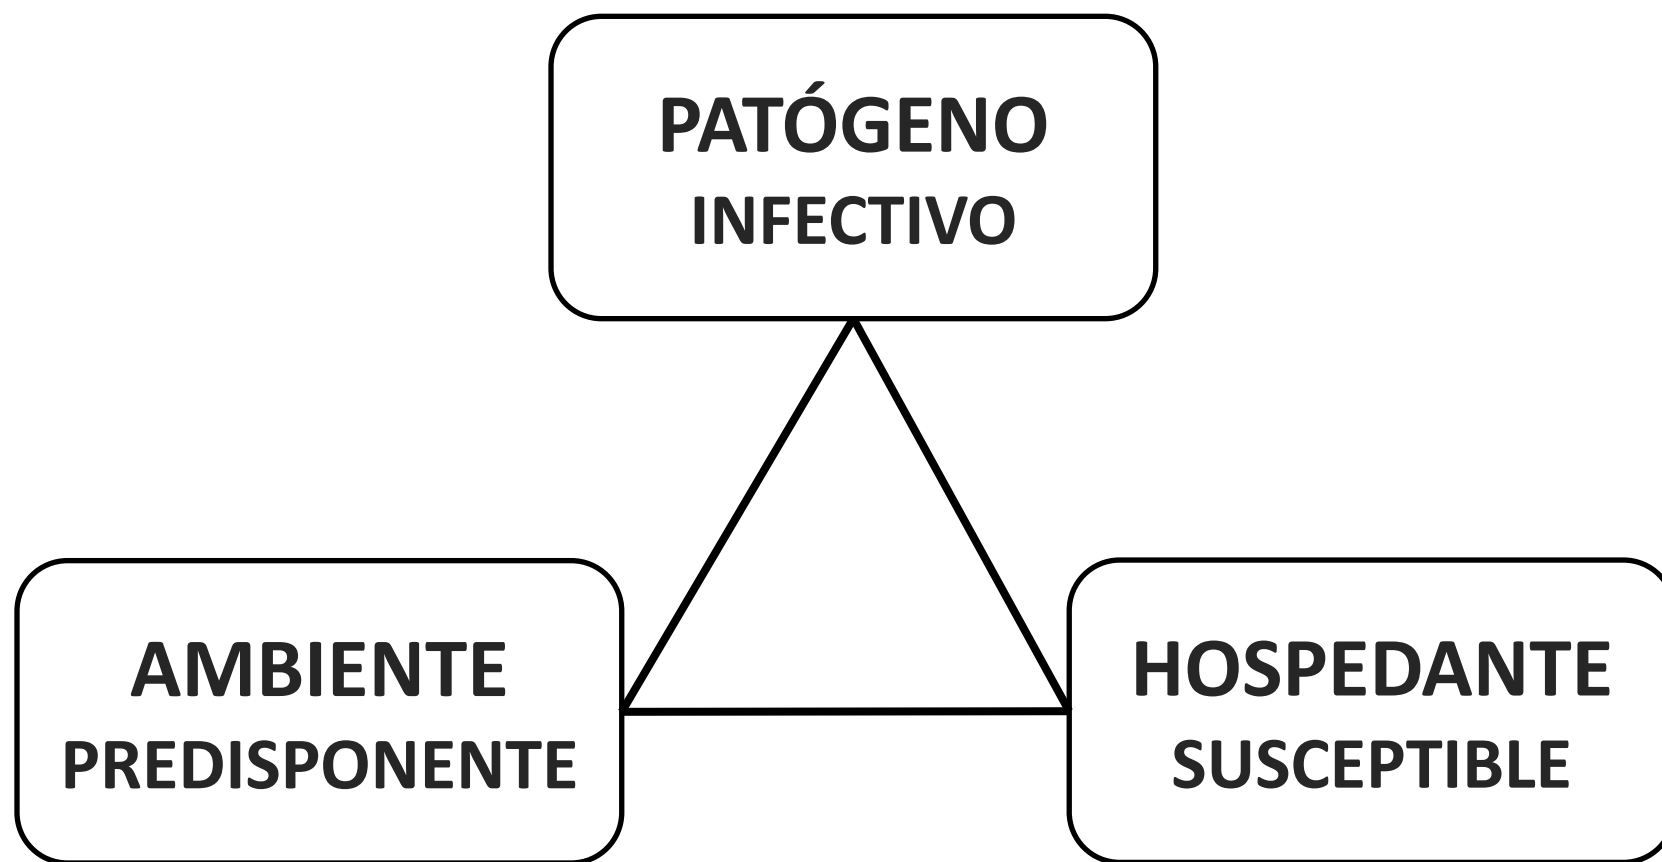 PATÓGENO
INFECTIVO
AMBIENTE
PREDISPONENTE
HOSPEDANTE
SUSCEPTIBLE